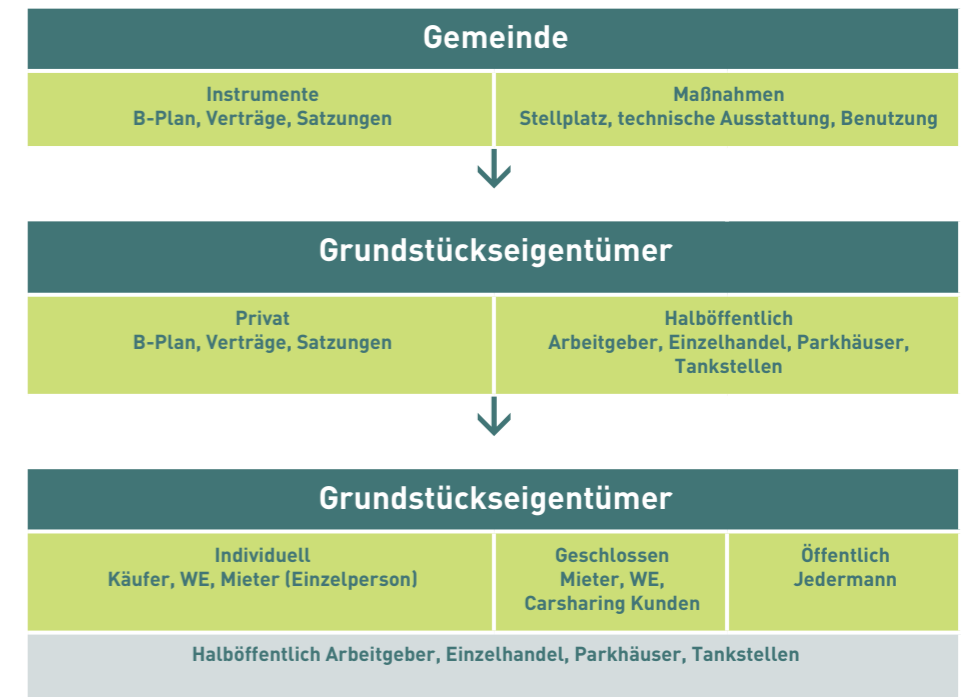 Gemeinde
Instrumente
B-Plan, Verträge, Satzungen
Maßnahmen
Stellplatz, technische Ausstattung, Benutzung
Grundstückseigentümer
Privat
B-Plan, Verträge, Satzungen
Halböffentlich
Arbeitgeber, Einzelhandel, Parkhäuser,
Tankstellen
Grundstückseigentümer
Individuell
Käufer, WE, Mieter (Einzelperson)
Geschlossen
Mieter, WE,
Carsharing Kunden
Öffentlich
Jedermann
Halböffentlich Arbeitgeber, Einzelhandel, Parkhäuser, Tankstellen